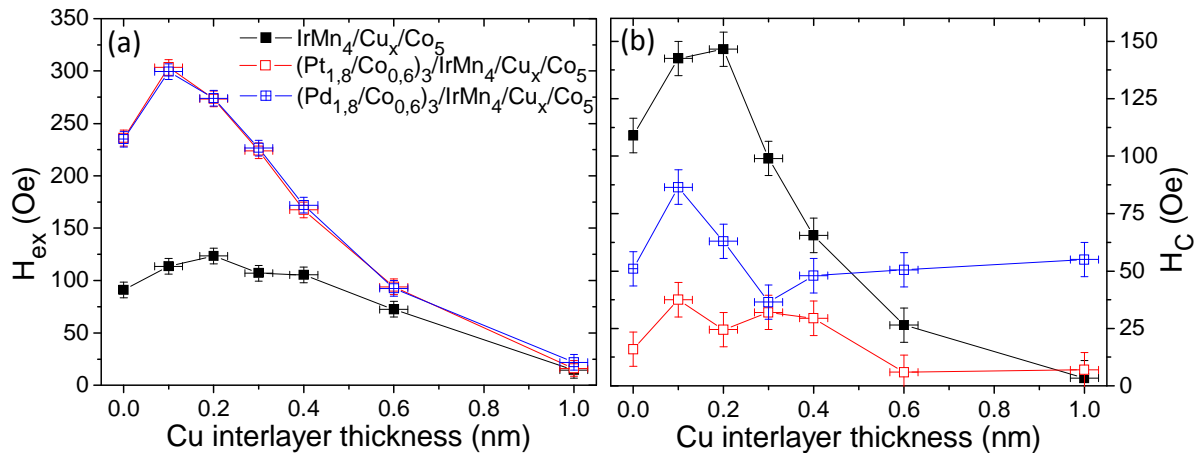 (a)
IrMn4/Cux/Co5
(Pt1,8/Co0,6)3/IrMn4/Cux/Co5
(Pd1,8/Co0,6)3/IrMn4/Cux/Co5
350
300
250
200
150
100
50
0
Hex (Oe)
0.0 0.2 0.4 0.6 0.8 1.0
Cu interlayer thickness (nm)
(b)
150
125
100
75
50
25
0
HC (Oe)
0.0 0.2 0.4 0.6 0.8 1.0
Cu interlayer thickness (nm)